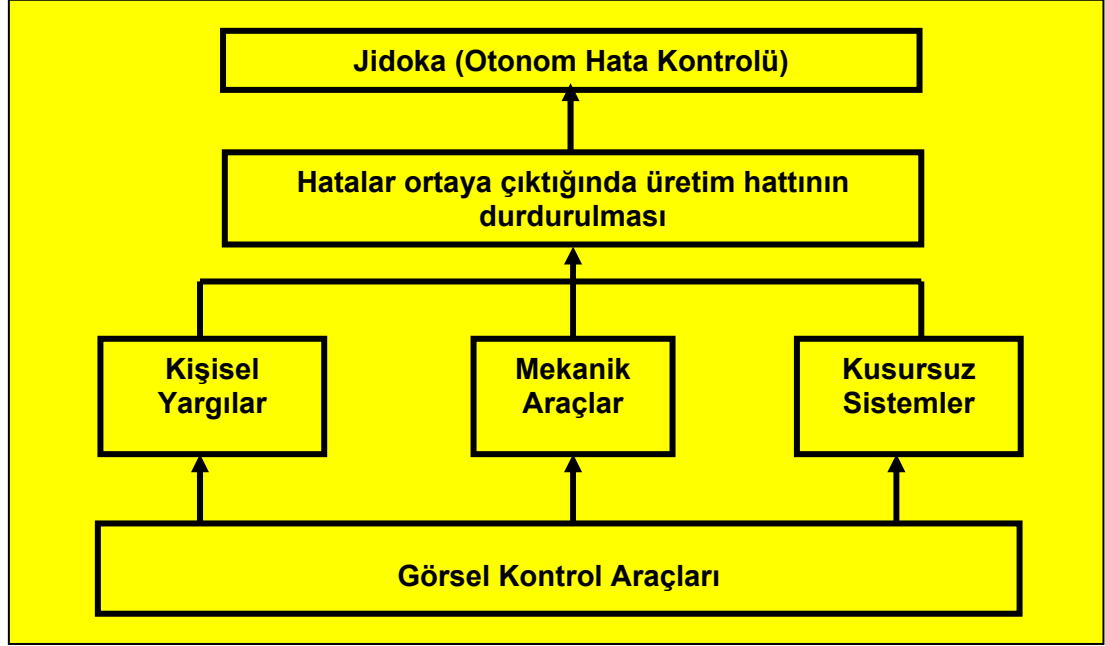 Jidoka (Otonom Hata Kontrolü)
Hatalar ortaya çıktığında üretim hattının
durdurulması
Kişisel
Yargılar
Mekanik
Araçlar
Kusursuz
Sistemler
Görsel Kontrol Araçları